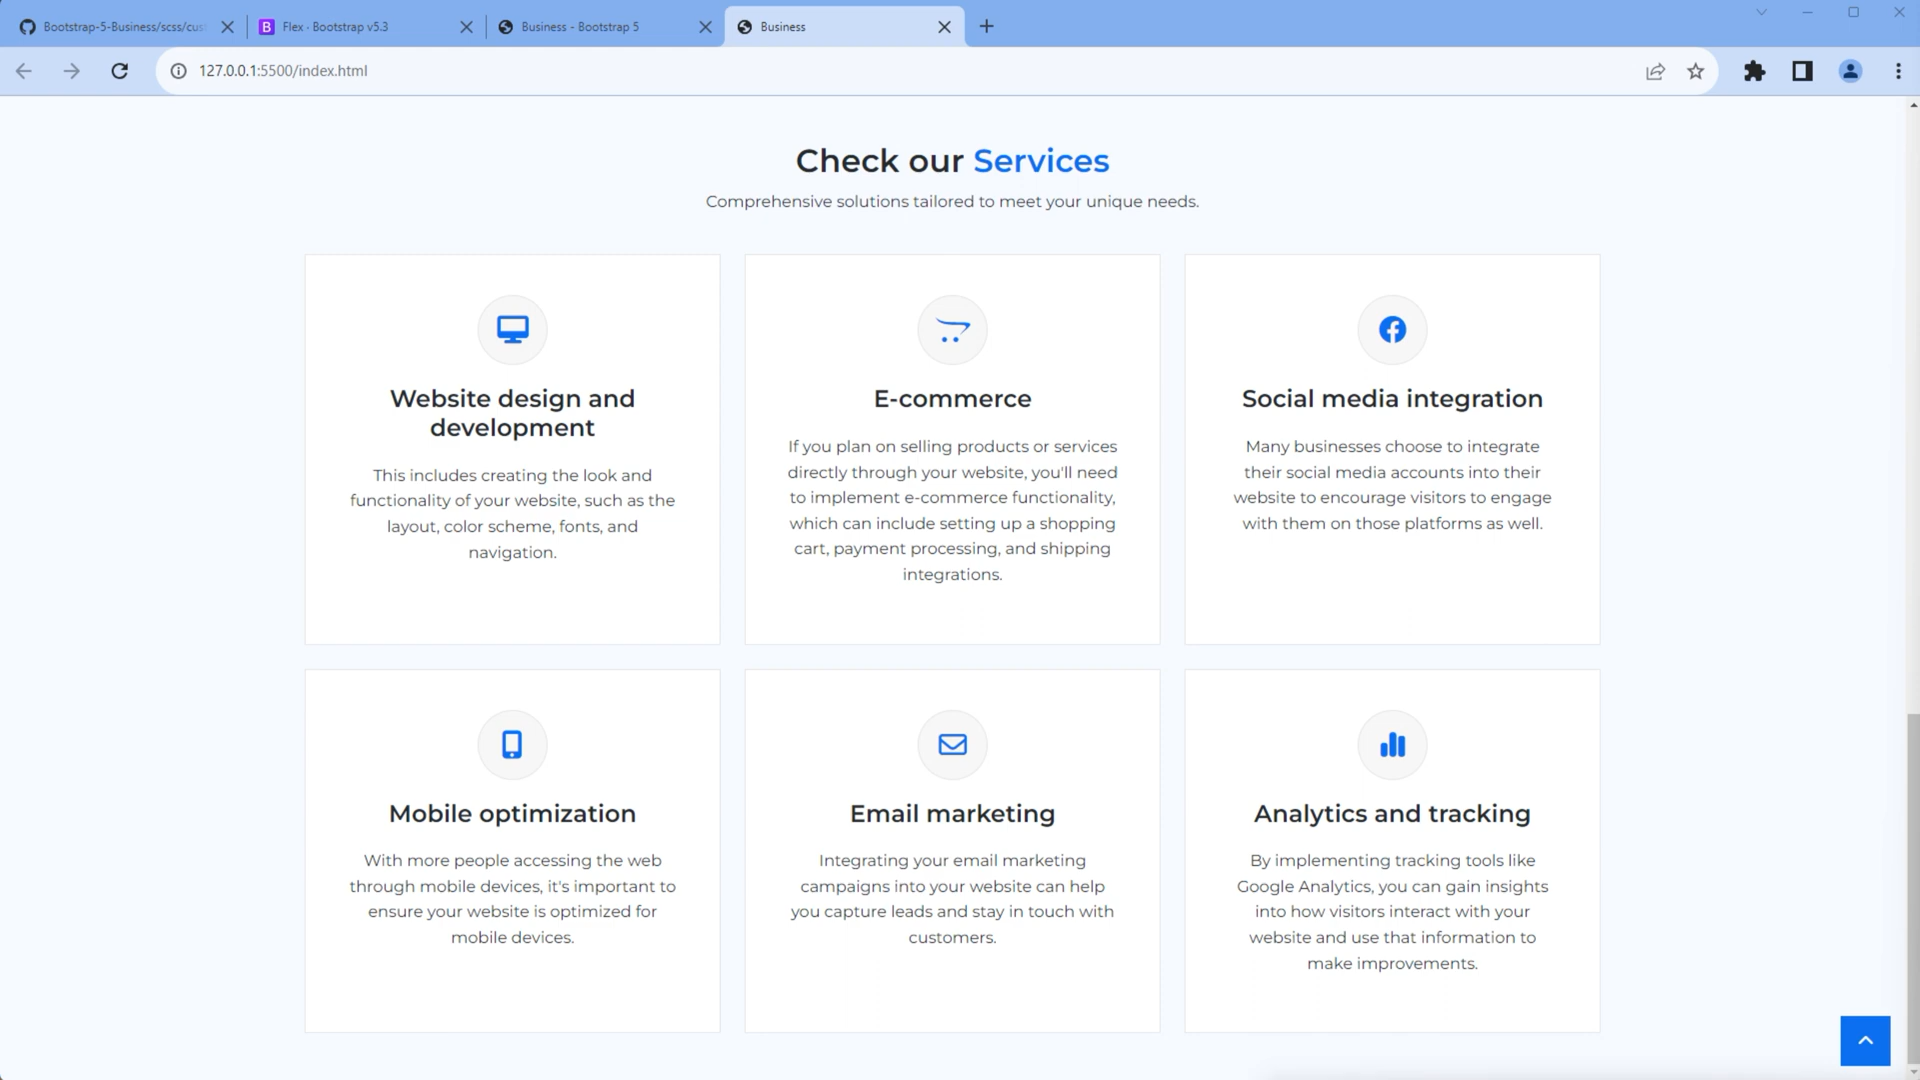 Bootstrap-5-Business/scss/cus
Flex · Bootstrap v5.3
Business - Bootstrap 5
Business
127.0.0.1:5500/index.html
Check our Services
Comprehensive solutions tailored to meet your unique needs.
Website design and
development
This includes creating the look and
functionality of your website, such as the
layout, color scheme, fonts, and
navigation.
E-commerce
If you plan on selling products or services
directly through your website, you'll need
to implement e-commerce functionality,
which can include setting up a shopping
cart, payment processing, and shipping
integrations.
Social media integration
Many businesses choose to integrate
their social media accounts into their
website to encourage visitors to engage
with them on those platforms as well.
Mobile optimization
With more people accessing the web
through mobile devices, it's important to
ensure your website is optimized for
mobile devices.
Email marketing
Integrating your email marketing
campaigns into your website can help
you capture leads and stay in touch with
customers.
Analytics and tracking
By implementing tracking tools like
Google Analytics, you can gain insights
into how visitors interact with your
website and use that information to
make improvements.